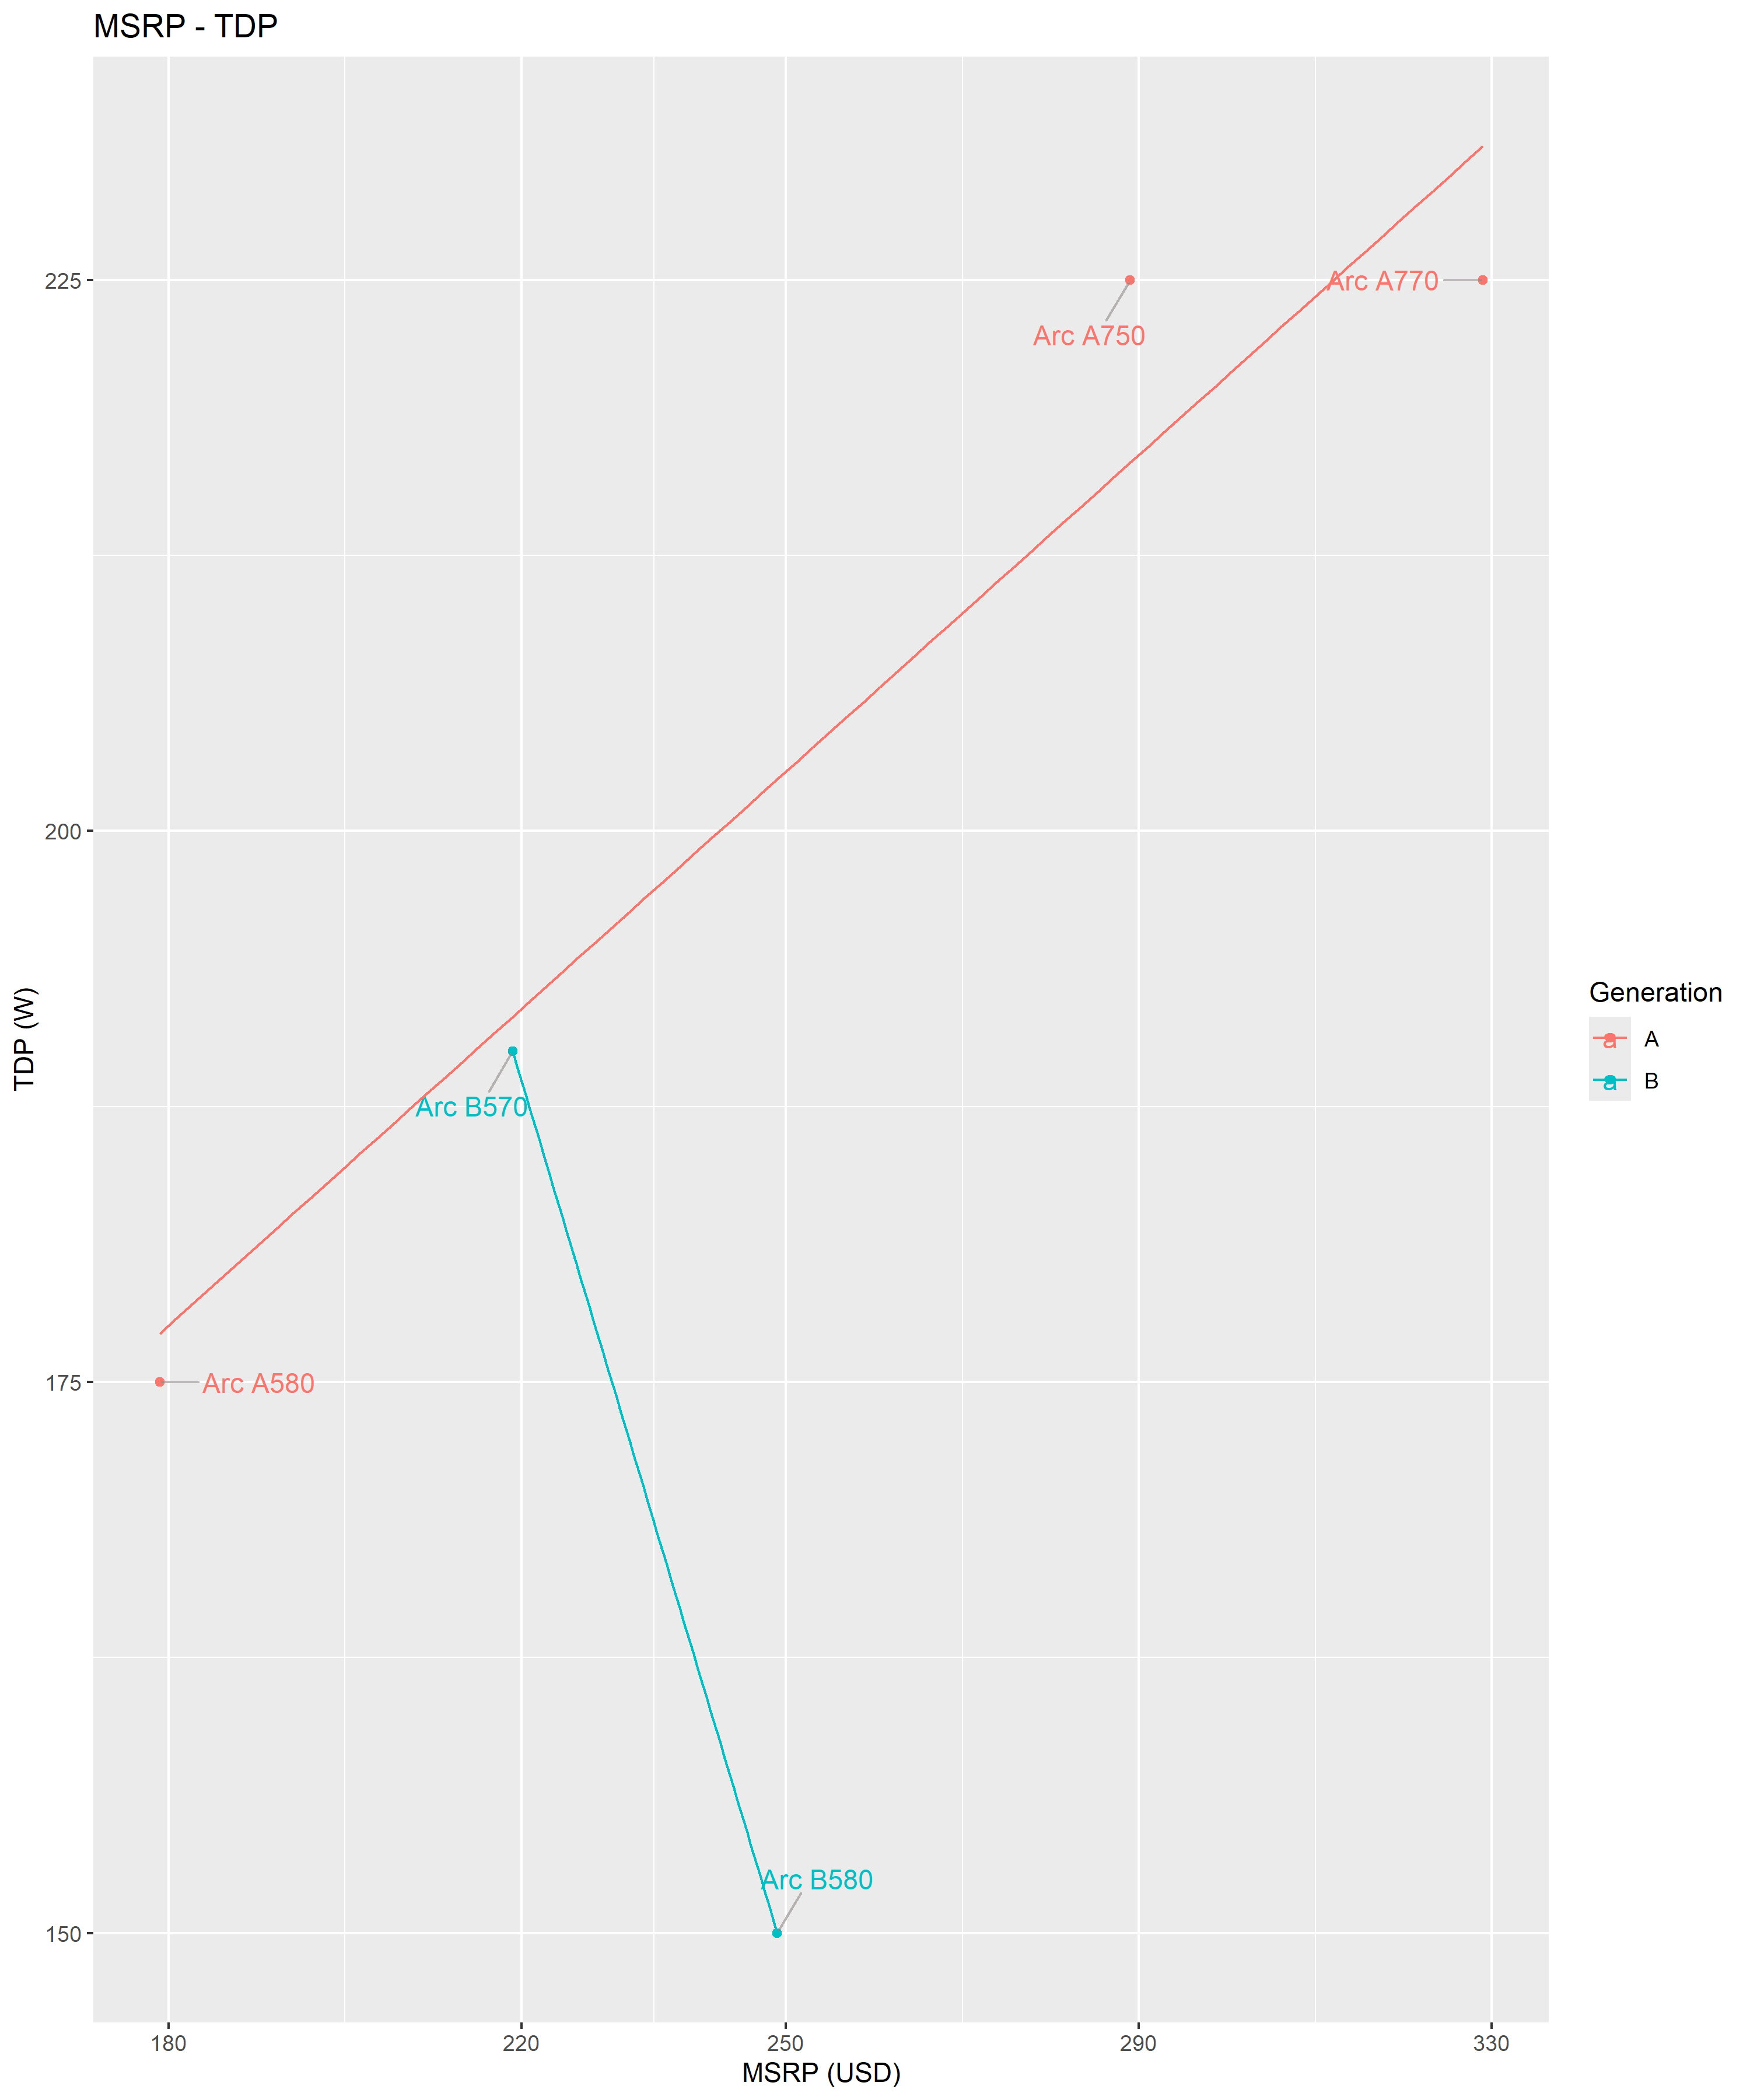 MSRP - TDP
225
200
175
150
TDP (W)
Arc A770
Arc A750
Arc B570
Arc A580
Arc B580
180
220
250
290
330
MSRP (USD)
Generation
a A
a B